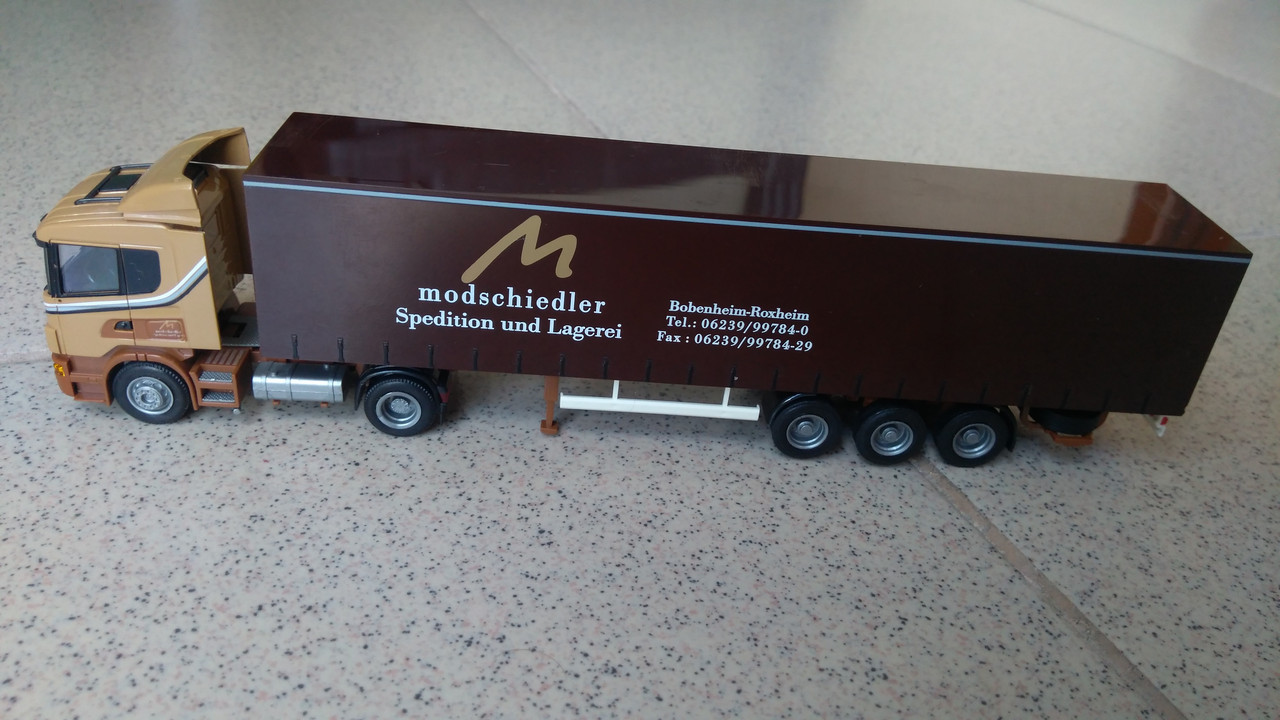 modschiedler
Spedition und Lagerei
Bobenheim-Roxheim
Tel.: 06239/99784-0
Fax : 06239/99784-29